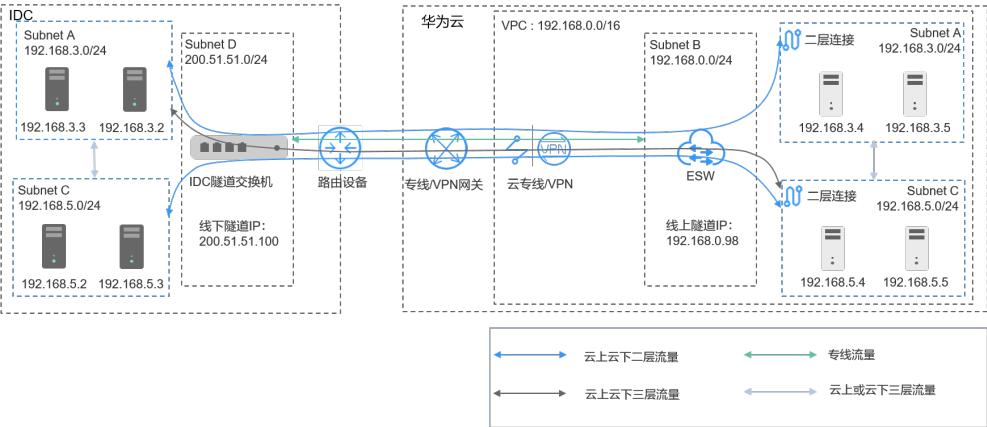 IDC
Subnet A
192.168.3.0/24
192.168.3.3
192.168.3.2
Subnet C
192.168.5.0/24
192.168.5.2
192.168.5.3
Subnet D
200.51.51.0/24
IDC隧道交换机
线下隧道IP：
200.51.51.100
路由设备
华为云
专线/VPN网关
VPC : 192.168.0.0/16
VPN
云专线/VPN
Subnet B
192.168.0.0/24
ESW
线上隧道IP：
192.168.0.98
二层连接
Subnet A
192.168.3.0/24
192.168.3.4
192.168.3.5
二层连接
Subnet C
192.168.5.0/24
192.168.5.4
192.168.5.5
云上云下二层流量
专线流量
云上云下三层流量
云上或云下三层流量